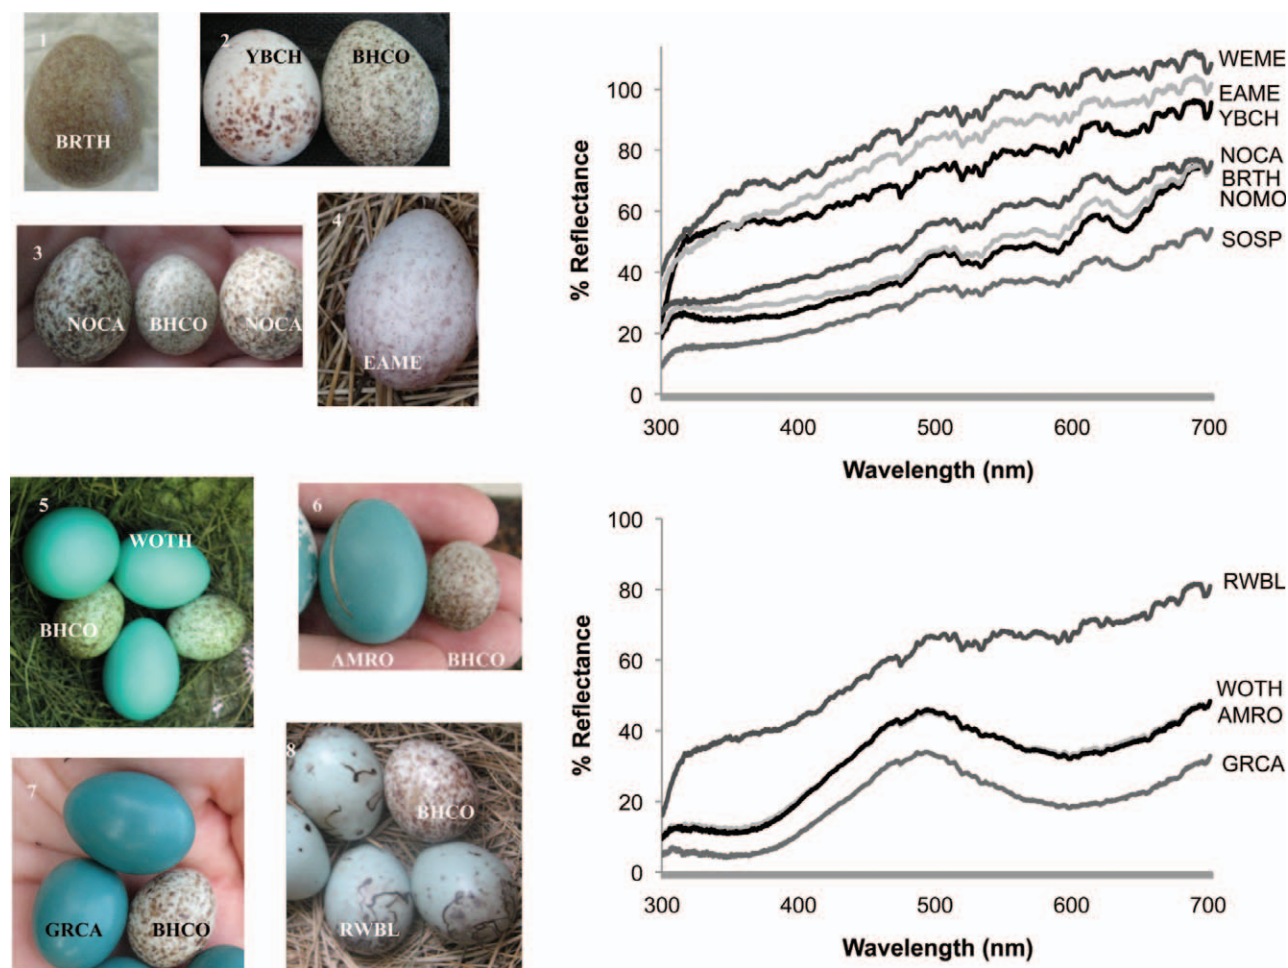 1
BRTH
2
YBCH
BHCO
3
NOCA
BHCO
NOCA
4
EAME
% Reflectance
100
80
60
40
20
0
300
400
500
600
700
Wavelength (nm)
WEME
EAME
YBCH
NOCA
BRTH
NOMO
SOSP
5
WOTH
BHCO
6
AMRO
BHCO
7
GRCA
BHCO
8
BHCO
RWBL
% Reflectance
100
80
60
40
20
0
300
400
500
600
700
Wavelength (nm)
RWBL
WOTH
AMRO
GRCA